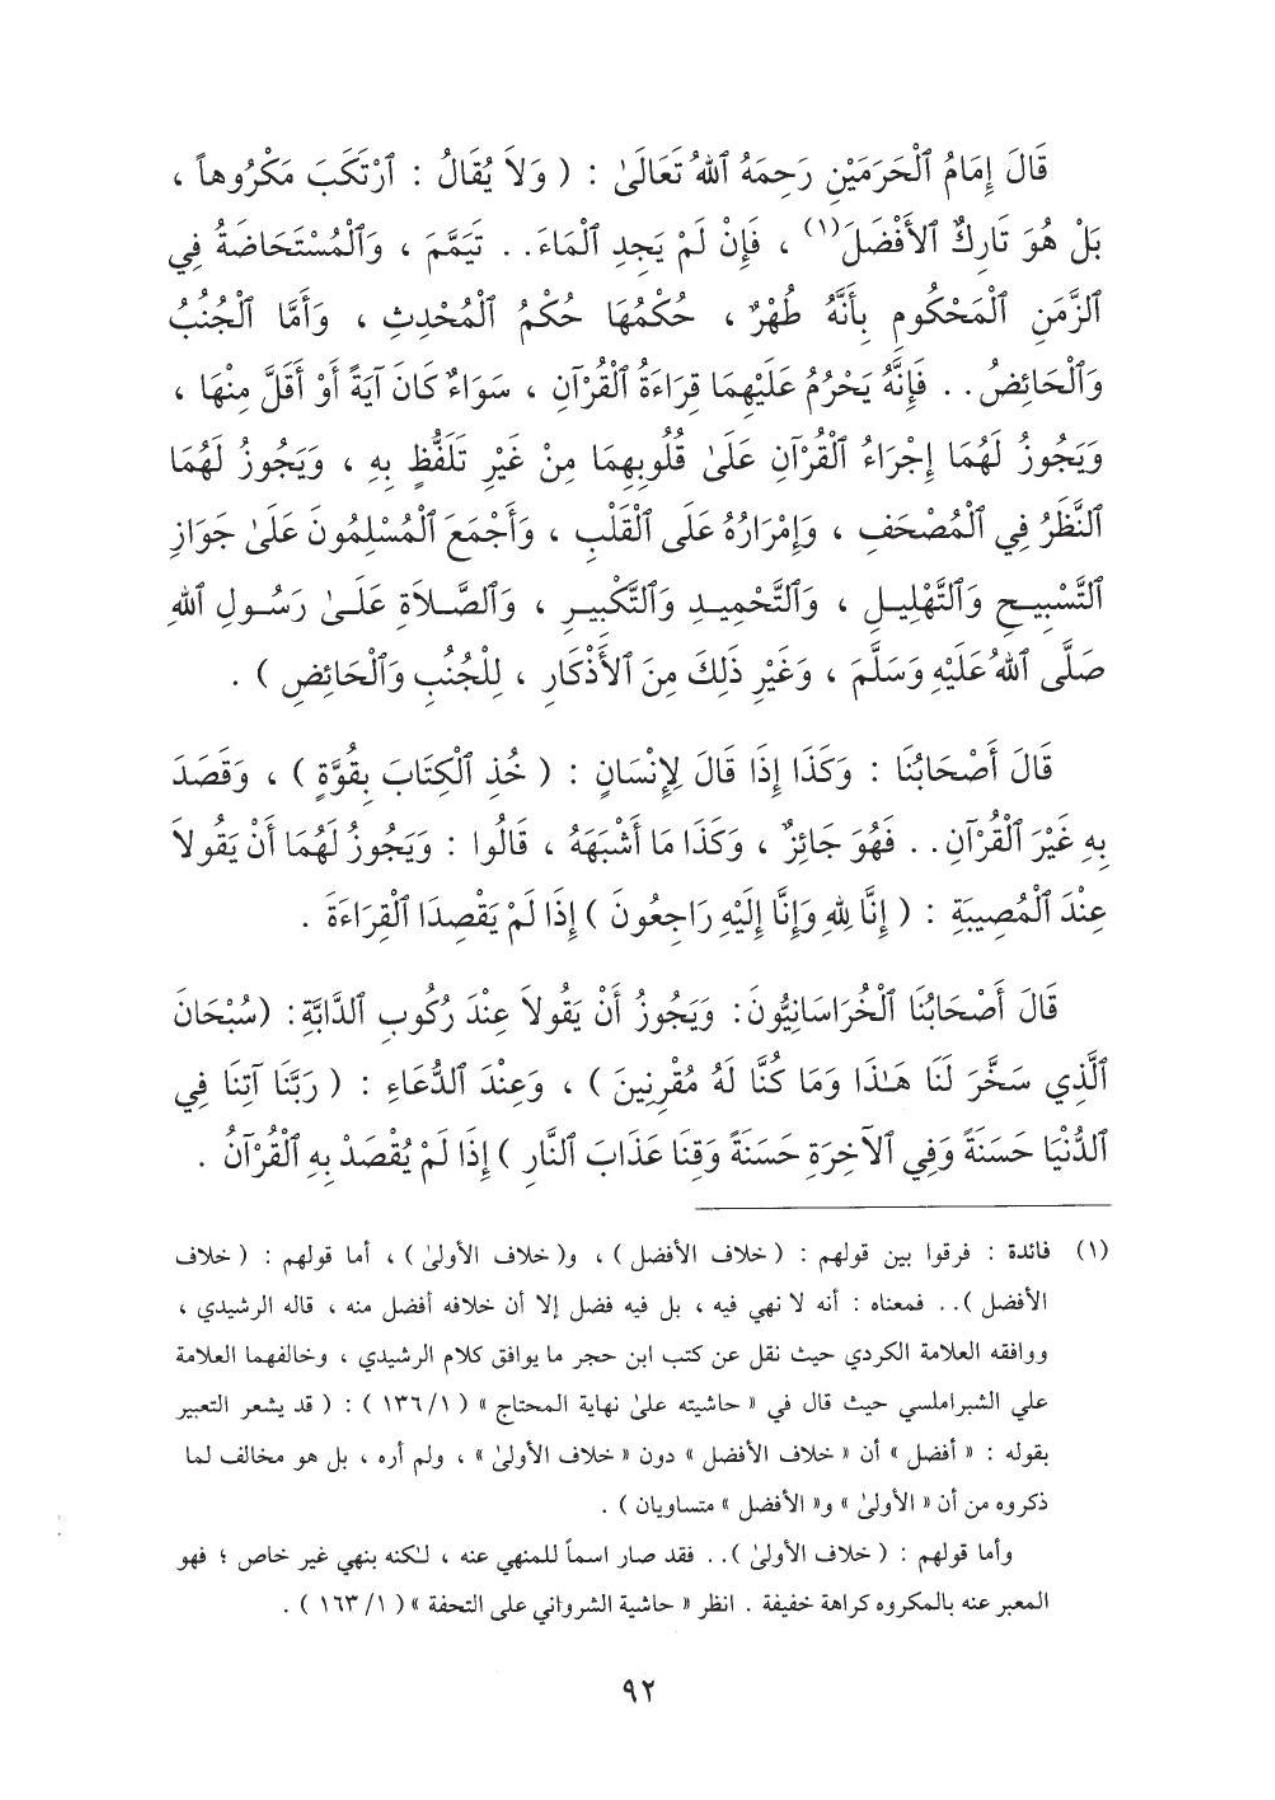 قَالَ إِمَامُ ٱلْحَرَمَيْنِ رَحِمَهُ ٱللهُ تَعَالَىٰ : ( وَلاَ يُقَالُ : ٱرْتَكَبَ مَكْرُوهاً ،
بَلْ هُوَ تَارِكٌ ٱلأَفْضَلَ(١) ، فَإِنْ لَمْ يَجِدِ ٱلْمَاءَ . . تَيَمَّمَ ، وَٱلْمُسْتَحَاضَةُ فِي
ٱلزَّمَنِ ٱلْمَحْكُومِ بِأَنَّهُ طُهْرٌ ، حُكْمُهَا حُكْمُ ٱلْمُحْدِثِ ، وَأَمَّا ٱلْجُنُبُ
وَٱلْحَائِضُ . . فَإِنَّهُ يَحْرُمُ عَلَيْهِمَا قِرَاءَةُ ٱلْقُرْآنِ ، سَوَاءٌ كَانَ آيَةً أَوْ أَقَلَّ مِنْهَا ،
وَيَجُوزُ لَهُمَا إِجْرَاءُ ٱلْقُرْآنِ عَلَىٰ قُلُوبِهِمَا مِنْ غَيْرِ تَلَفُّظٍ بِهِ ، وَيَجُوزُ لَهُمَا
ٱلنَّظَرُ فِي ٱلْمُصْحَفِ ، وَإِمْرَارُهُ عَلَى ٱلْقَلْبِ ، وَأَجْمَعَ ٱلْمُسْلِمُونَ عَلَىٰ جَوَازِ
ٱلتَّسْبِيحِ وَٱلتَّهْلِيلِ ، وَٱلتَّحْمِيدِ وَٱلتَّكْبِيرِ ، وَٱلصَّلاَةِ عَلَىٰ رَسُولِ ٱللهِ
صَلَّى ٱللهُ عَلَيْهِ وَسَلَّمَ ، وَغَيْرِ ذَلِكَ مِنَ ٱلأَذْكَارِ ، لِلْجُنُبِ وَٱلْحَائِضِ ) .
قَالَ أَصْحَابُنَا : وَكَذَا إِذَا قَالَ لِإِنْسَانٍ : ( خُذِ ٱلْكِتَابَ بِقُوَّةٍ ) ، وَقَصَدَ
بِهِ غَيْرَ ٱلْقُرْآنِ . . فَهُوَ جَائِزٌ ، وَكَذَا مَا أَشْبَهَهُ ، قَالُوا : وَيَجُوزُ لَهُمَا أَنْ يَقُولاَ
عِنْدَ ٱلْمُصِيبَةِ : ( إِنَّا لِلهِ وَإِنَّا إِلَيْهِ رَاجِعُونَ ) إِذَا لَمْ يَقْصِدَا ٱلْقِرَاءَةَ .
قَالَ أَصْحَابُنَا ٱلْخُرَاسَانِيُّونَ : وَيَجُوزُ أَنْ يَقُولاَ عِنْدَ رُكُوبِ ٱلدَّابَّةِ : ( سُبْحَانَ
ٱلَّذِي سَخَّرَ لَنَا هَـٰذَا وَمَا كُنَّا لَهُ مُقْرِنِينَ ) ، وَعِنْدَ ٱلدُّعَاءِ : ( رَبَّنَا آتِنَا فِي
ٱلدُّنْيَا حَسَنَةً وَفِي ٱلآخِرَةِ حَسَنَةً وَقِنَا عَذَابَ ٱلنَّارِ ) إِذَا لَمْ يُقْصَدْ بِهِ ٱلْقُرْآنُ .
(١) فائدة : فرقوا بين قولهم : ( خلاف الأفضل ) ، و( خلاف الأولىٰ ) ، أما قولهم : ( خلاف
الأفضل ) . . فمعناه : أنه لا نهي فيه ، بل فيه فضل إلا أن خلافه أفضل منه ، قاله الرشيدي ،
ووافقه العلامة الكردي حيث نقل عن كتب ابن حجر ما يوافق كلام الرشيدي ، وخالفهما العلامة
علي الشبراملسي حيث قال في « حاشيته علىٰ نهاية المحتاج » ( ١/ ١٣٦ ) : ( قد يشعر التعبير
بقوله : « أفضل » أن « خلاف الأفضل » دون « خلاف الأولىٰ » ، ولم أره ، بل هو مخالف لما
ذكروه من أن « الأولىٰ » و« الأفضل » متساويان ) .
وأما قولهم : ( خلاف الأولىٰ ) . . فقد صار اسماً للمنهي عنه ، لـٰكنه بنهي غير خاص ؛ فهو
المعبر عنه بالمكروه كراهة خفيفة . انظر « حاشية الشرواني على التحفة » ( ١/ ١٦٣ ) .
٩٢